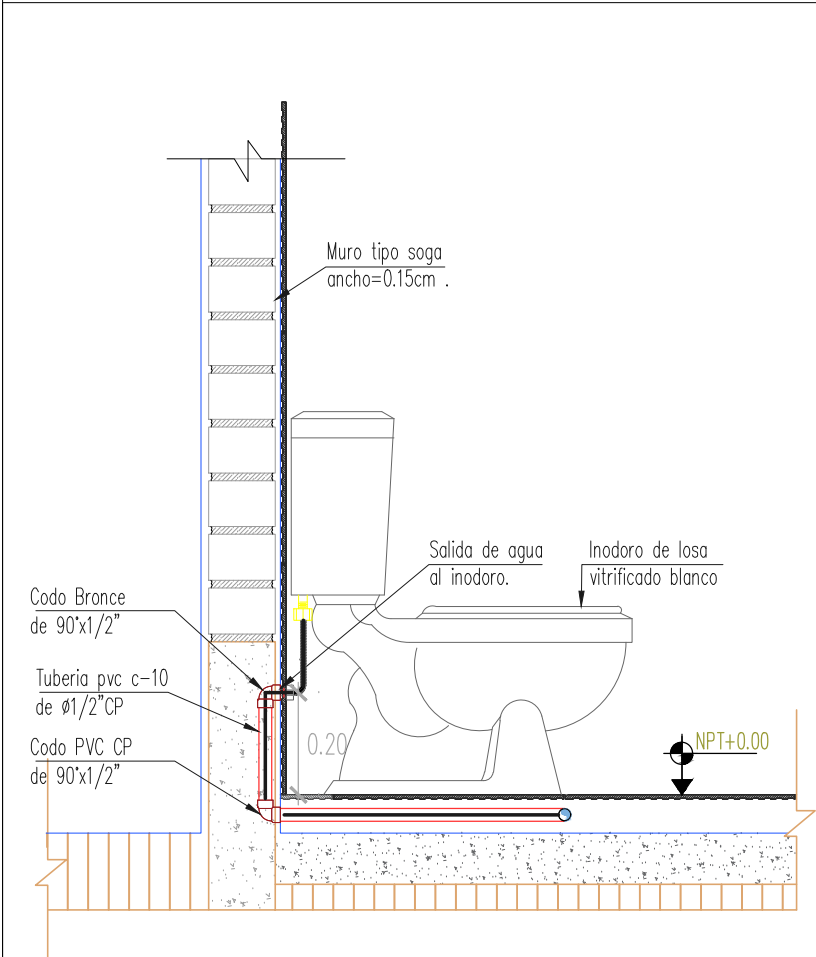 Muro tipo soga
ancho=0.15cm .
Salida de agua
al inodoro.
Inodoro de losa
vitrificado blanco
Codo Bronce
de 90°x1/2"
Tuberia pvc c-10
de ø1/2"CP
Codo PVC CP
de 90°x1/2"
0.20
NPT+0.00